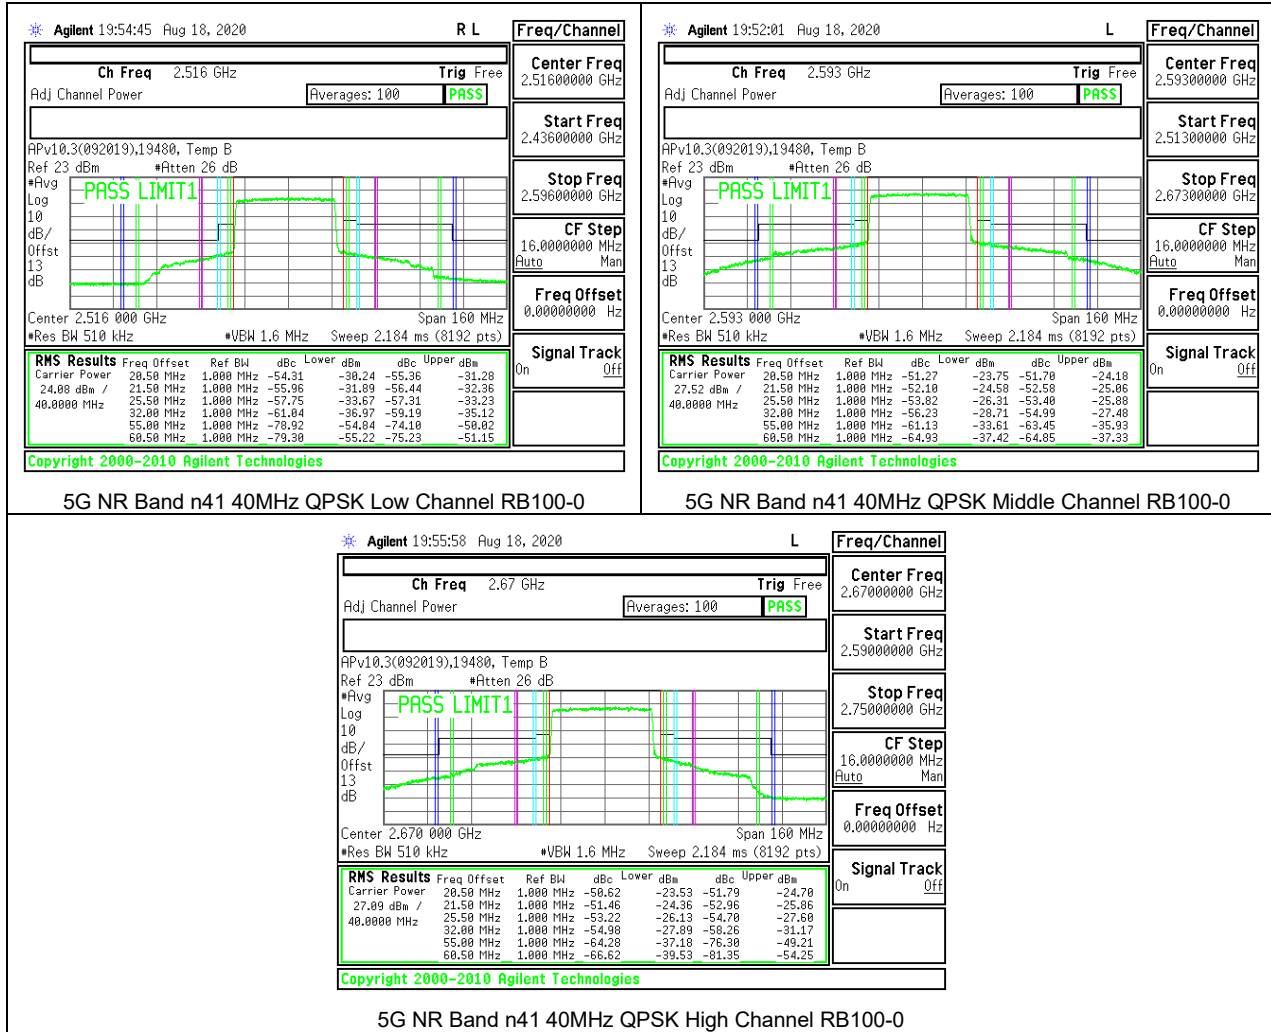 Agilent 19:54:45 Aug 18, 2020 R L Freq/Channel
Ch Freq 2.516 GHz Trig Free
Adj Channel Power Averages: 100 PASS
Center Freq
2.51600000 GHz
Start Freq
2.43600000 GHz
Stop Freq
2.59600000 GHz
CF Step
16.0000000 MHz
Auto Man
Freq Offset
0.00000000 Hz
Signal Track
On Off
APv10.3(092019),19480, Temp B
Ref 23 dBm #Atten 26 dB
#Avg
Log
10
dB/
Offst
13
dB
PASS LIMIT1
Center 2.516 000 GHz Span 160 MHz
#Res BW 510 kHz #VBW 1.6 MHz Sweep 2.184 ms (8192 pts)
RMS Results Freq Offset Ref BW dBc Lower dBm dBc Upper dBm
Carrier Power 20.50 MHz 1.000 MHz -54.31 -30.24 -55.36 -31.28
24.08 dBm / 21.50 MHz 1.000 MHz -55.96 -31.89 -56.44 -32.36
40.0000 MHz 25.50 MHz 1.000 MHz -57.75 -33.67 -57.31 -33.23
32.00 MHz 1.000 MHz -61.04 -36.97 -59.19 -35.12
55.00 MHz 1.000 MHz -78.92 -54.84 -74.10 -50.02
60.50 MHz 1.000 MHz -79.30 -55.22 -75.23 -51.15
Copyright 2000-2010 Agilent Technologies
5G NR Band n41 40MHz QPSK Low Channel RB100-0
Agilent 19:52:01 Aug 18, 2020 L Freq/Channel
Ch Freq 2.593 GHz Trig Free
Adj Channel Power Averages: 100 PASS
Center Freq
2.59300000 GHz
Start Freq
2.51300000 GHz
Stop Freq
2.67300000 GHz
CF Step
16.0000000 MHz
Auto Man
Freq Offset
0.00000000 Hz
Signal Track
On Off
APv10.3(092019),19480, Temp B
Ref 23 dBm #Atten 26 dB
#Avg
Log
10
dB/
Offst
13
dB
PASS LIMIT1
Center 2.593 000 GHz Span 160 MHz
#Res BW 510 kHz #VBW 1.6 MHz Sweep 2.184 ms (8192 pts)
RMS Results Freq Offset Ref BW dBc Lower dBm dBc Upper dBm
Carrier Power 20.50 MHz 1.000 MHz -51.27 -23.75 -51.70 -24.18
27.52 dBm / 21.50 MHz 1.000 MHz -52.10 -24.58 -52.58 -25.06
40.0000 MHz 25.50 MHz 1.000 MHz -53.82 -26.31 -53.40 -25.88
32.00 MHz 1.000 MHz -56.23 -28.71 -54.99 -27.48
55.00 MHz 1.000 MHz -61.13 -33.61 -63.45 -35.93
60.50 MHz 1.000 MHz -64.93 -37.42 -64.85 -37.33
Copyright 2000-2010 Agilent Technologies
5G NR Band n41 40MHz QPSK Middle Channel RB100-0
Agilent 19:55:58 Aug 18, 2020 L Freq/Channel
Ch Freq 2.67 GHz Trig Free
Adj Channel Power Averages: 100 PASS
Center Freq
2.67000000 GHz
Start Freq
2.59000000 GHz
Stop Freq
2.75000000 GHz
CF Step
16.0000000 MHz
Auto Man
Freq Offset
0.00000000 Hz
Signal Track
On Off
APv10.3(092019),19480, Temp B
Ref 23 dBm #Atten 26 dB
#Avg
Log
10
dB/
Offst
13
dB
PASS LIMIT1
Center 2.670 000 GHz Span 160 MHz
#Res BW 510 kHz #VBW 1.6 MHz Sweep 2.184 ms (8192 pts)
RMS Results Freq Offset Ref BW dBc Lower dBm dBc Upper dBm
Carrier Power 20.50 MHz 1.000 MHz -50.62 -23.53 -51.79 -24.70
27.09 dBm / 21.50 MHz 1.000 MHz -51.46 -24.36 -52.96 -25.86
40.0000 MHz 25.50 MHz 1.000 MHz -53.22 -26.13 -54.70 -27.60
32.00 MHz 1.000 MHz -54.98 -27.89 -58.26 -31.17
55.00 MHz 1.000 MHz -64.28 -37.18 -76.30 -49.21
60.50 MHz 1.000 MHz -66.62 -39.53 -81.35 -54.25
Copyright 2000-2010 Agilent Technologies
5G NR Band n41 40MHz QPSK High Channel RB100-0